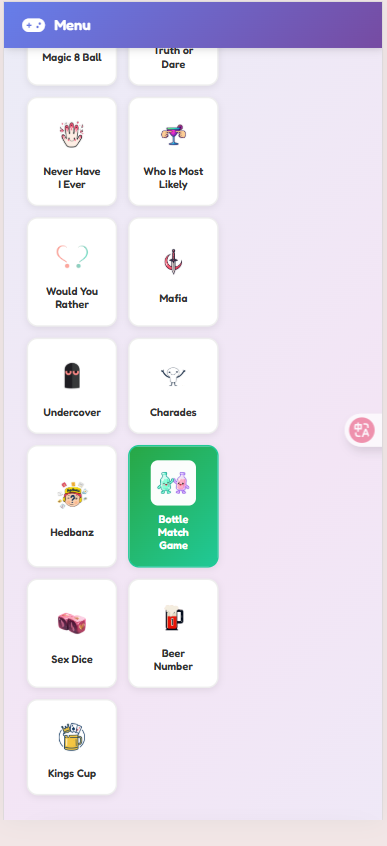 Menu
Magic 8 Ball
Truth or
Dare
Never Have
I Ever
Who Is Most
Likely
Would You
Rather
Mafia
Undercover
Charades
Hedbanz
Bottle
Match
Game
Sex Dice
Beer
Number
Kings Cup